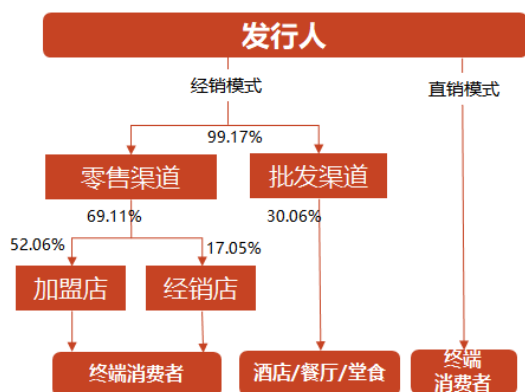 发行人
经销模式
直销模式
99.17%
零售渠道
批发渠道
69.11%
30.06%
52.06%
17.05%
加盟店
经销店
终端消费者
酒店/餐厅/堂食
终端
消费者